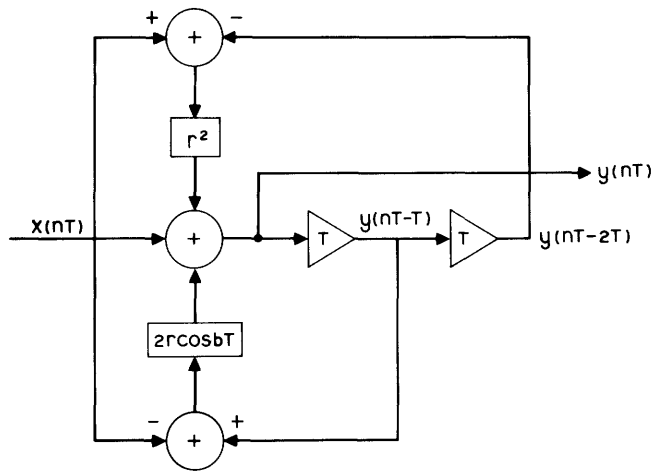 + + −
r²
X(nT) + T y(nT-T) T y(nT-2T)
y(nT)
2rcosbT
− + +